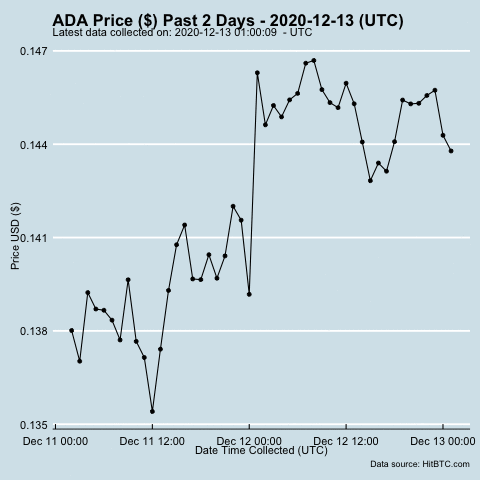 ADA Price ($) Past 2 Days - 2020-12-13 (UTC)
Latest data collected on: 2020-12-13 01:00:09 - UTC
0.147
0.144
0.141
0.138
0.135
Price USD ($)
Dec 11 00:00 Dec 11 12:00 Dec 12 00:00 Dec 12 12:00 Dec 13 00:00
Date Time Collected (UTC)
Data source: HitBTC.com